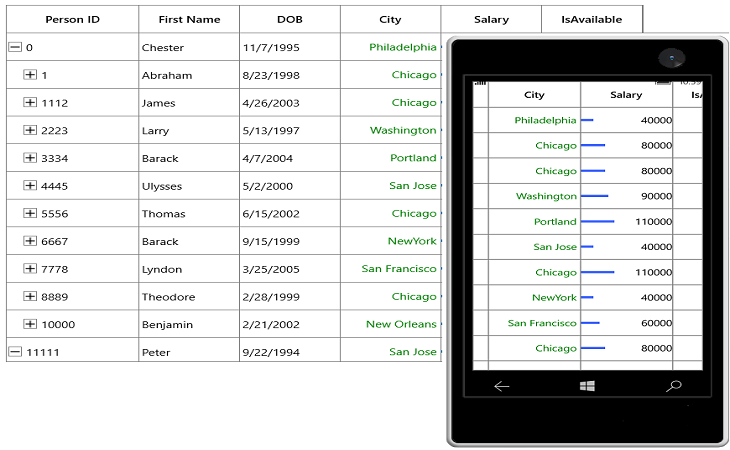 Person ID First Name DOB City Salary IsAvailable
0 Chester 11/7/1995 Philadelphia
1 Abraham 8/23/1998 Chicago
1112 James 4/26/2003 Chicago
2223 Larry 5/13/1997 Washington
3334 Barack 4/7/2004 Portland
4445 Ulysses 5/2/2000 San Jose
5556 Thomas 6/15/2002 Chicago
6667 Barack 9/15/1999 NewYork
7778 Lyndon 3/25/2005 San Francisco
8889 Theodore 2/28/1999 Chicago
10000 Benjamin 2/21/2002 New Orleans
11111 Peter 9/22/1994 San Jose
City Salary IsA
Philadelphia 40000
Chicago 80000
Chicago 80000
Washington 90000
Portland 110000
San Jose 40000
Chicago 110000
NewYork 40000
San Francisco 60000
Chicago 80000